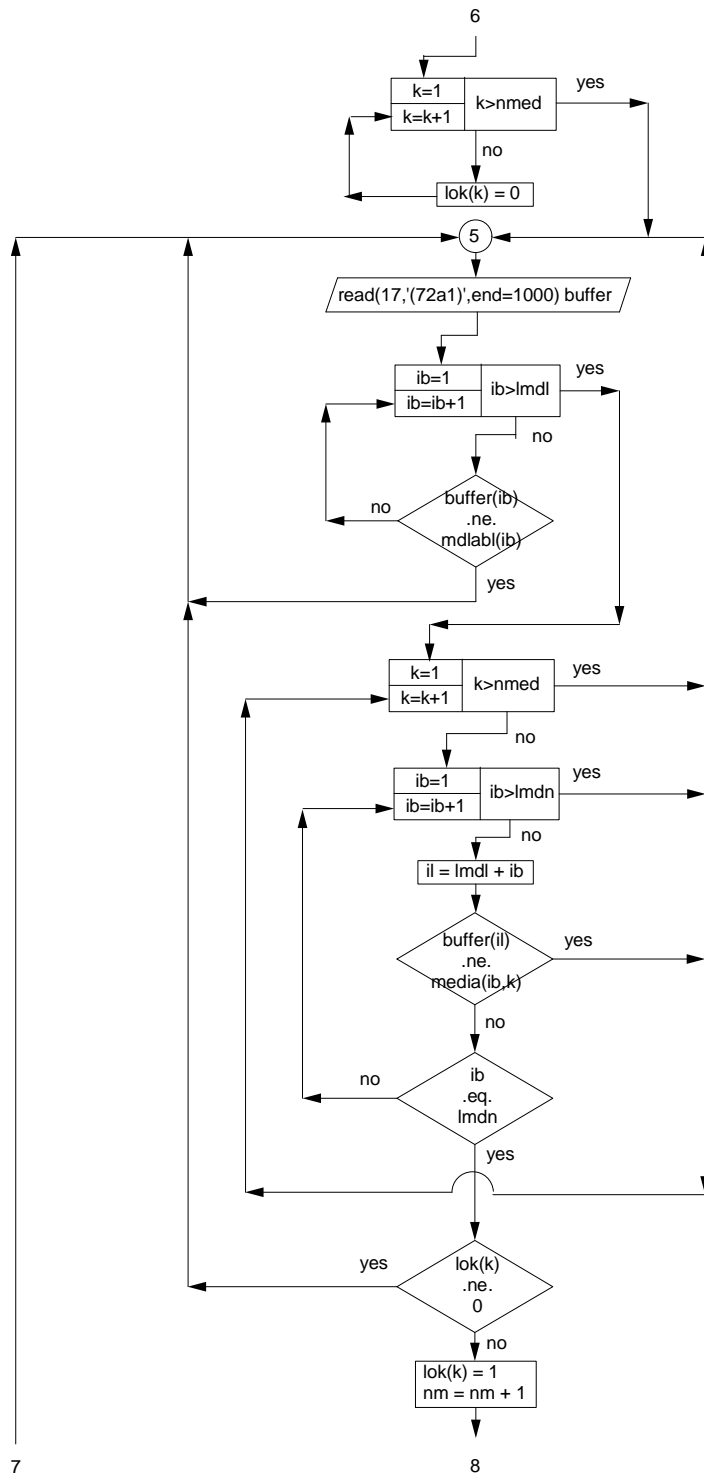 6
k=1
k=k+1
k>nmed
yes
no
lok(k) = 0
5
read(17,'(72a1)',end=1000) buffer
ib=1
ib=ib+1
ib>lmdl
yes
no
buffer(ib)
.ne.
mdlabl(ib)
no
yes
k=1
k=k+1
k>nmed
yes
no
ib=1
ib=ib+1
ib>lmdn
yes
no
il = lmdl + ib
buffer(il)
.ne.
media(ib,k)
yes
no
ib
.eq.
lmdn
no
yes
lok(k)
.ne.
0
yes
no
lok(k) = 1
nm = nm + 1
7
8